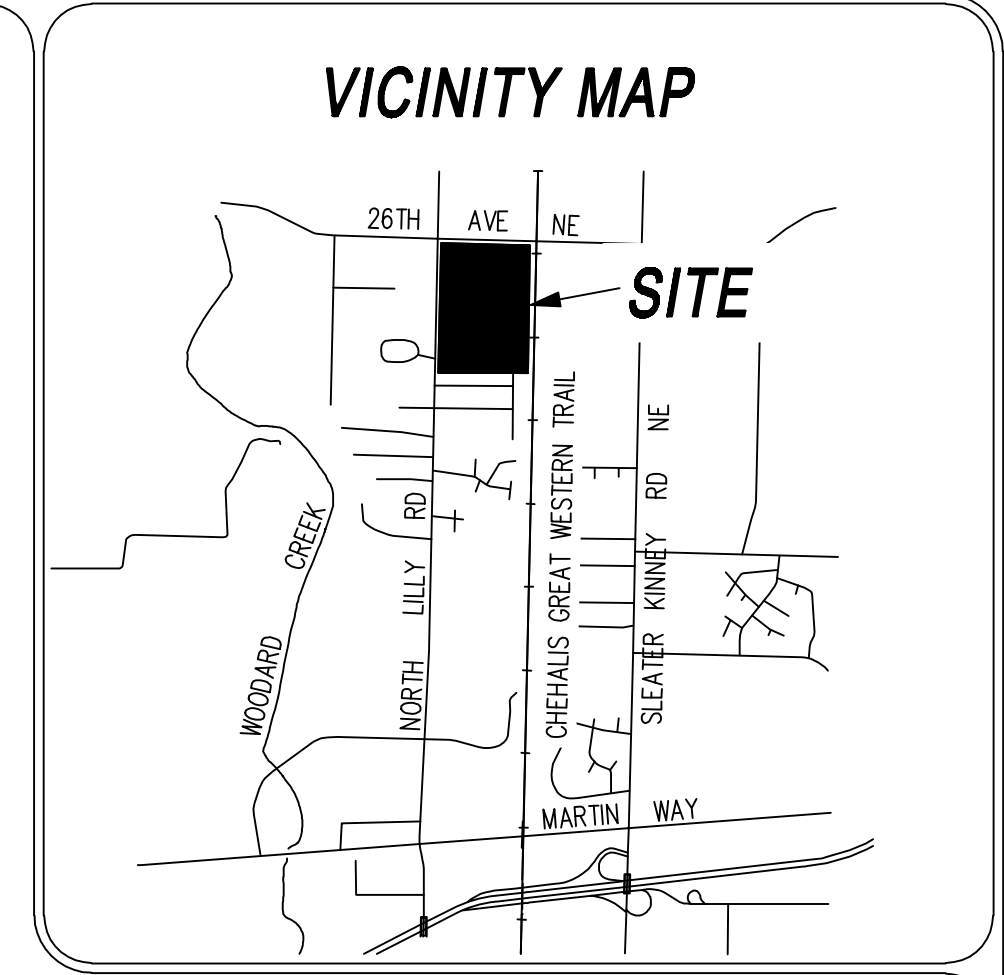 VICINITY MAP
26TH AVE NE
SITE
CHEHALIS GREAT WESTERN TRAIL
SLEATER KINNEY RD NE
NORTH LILLY RD
WOODARD CREEK
MARTIN WAY